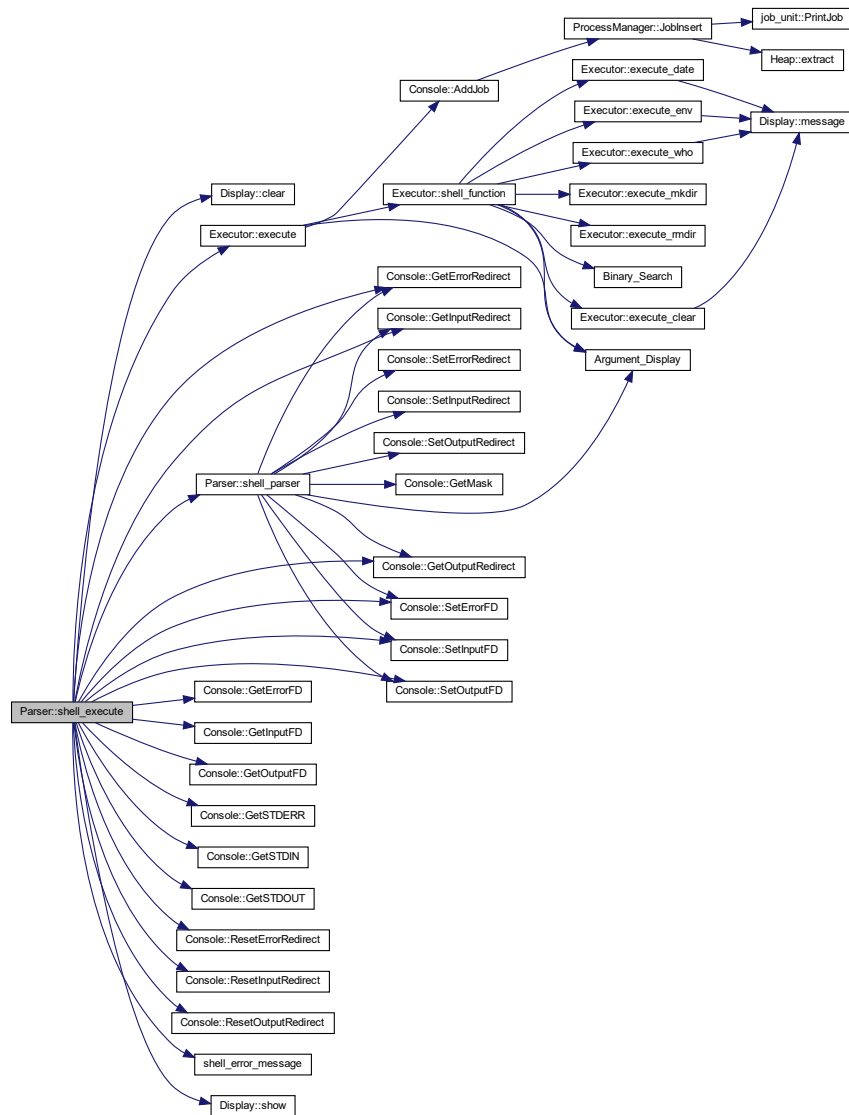 job_unit::PrintJob
ProcessManager::JobInsert
Heap::extract
Executor::execute_date
Console::AddJob
Executor::execute_env
Display::message
Executor::execute_who
Display::clear
Executor::shell_function
Executor::execute_mkdir
Executor::execute
Executor::execute_rmdir
Console::GetErrorRedirect
Binary_Search
Console::GetInputRedirect
Executor::execute_clear
Console::SetErrorRedirect
Argument_Display
Console::SetInputRedirect
Console::SetOutputRedirect
Parser::shell_parser
Console::GetMask
Console::GetOutputRedirect
Console::SetErrorFD
Console::SetInputFD
Console::GetErrorFD
Console::SetOutputFD
Parser::shell_execute
Console::GetInputFD
Console::GetOutputFD
Console::GetSTDERR
Console::GetSTDIN
Console::GetSTDOUT
Console::ResetErrorRedirect
Console::ResetInputRedirect
Console::ResetOutputRedirect
shell_error_message
Display::show